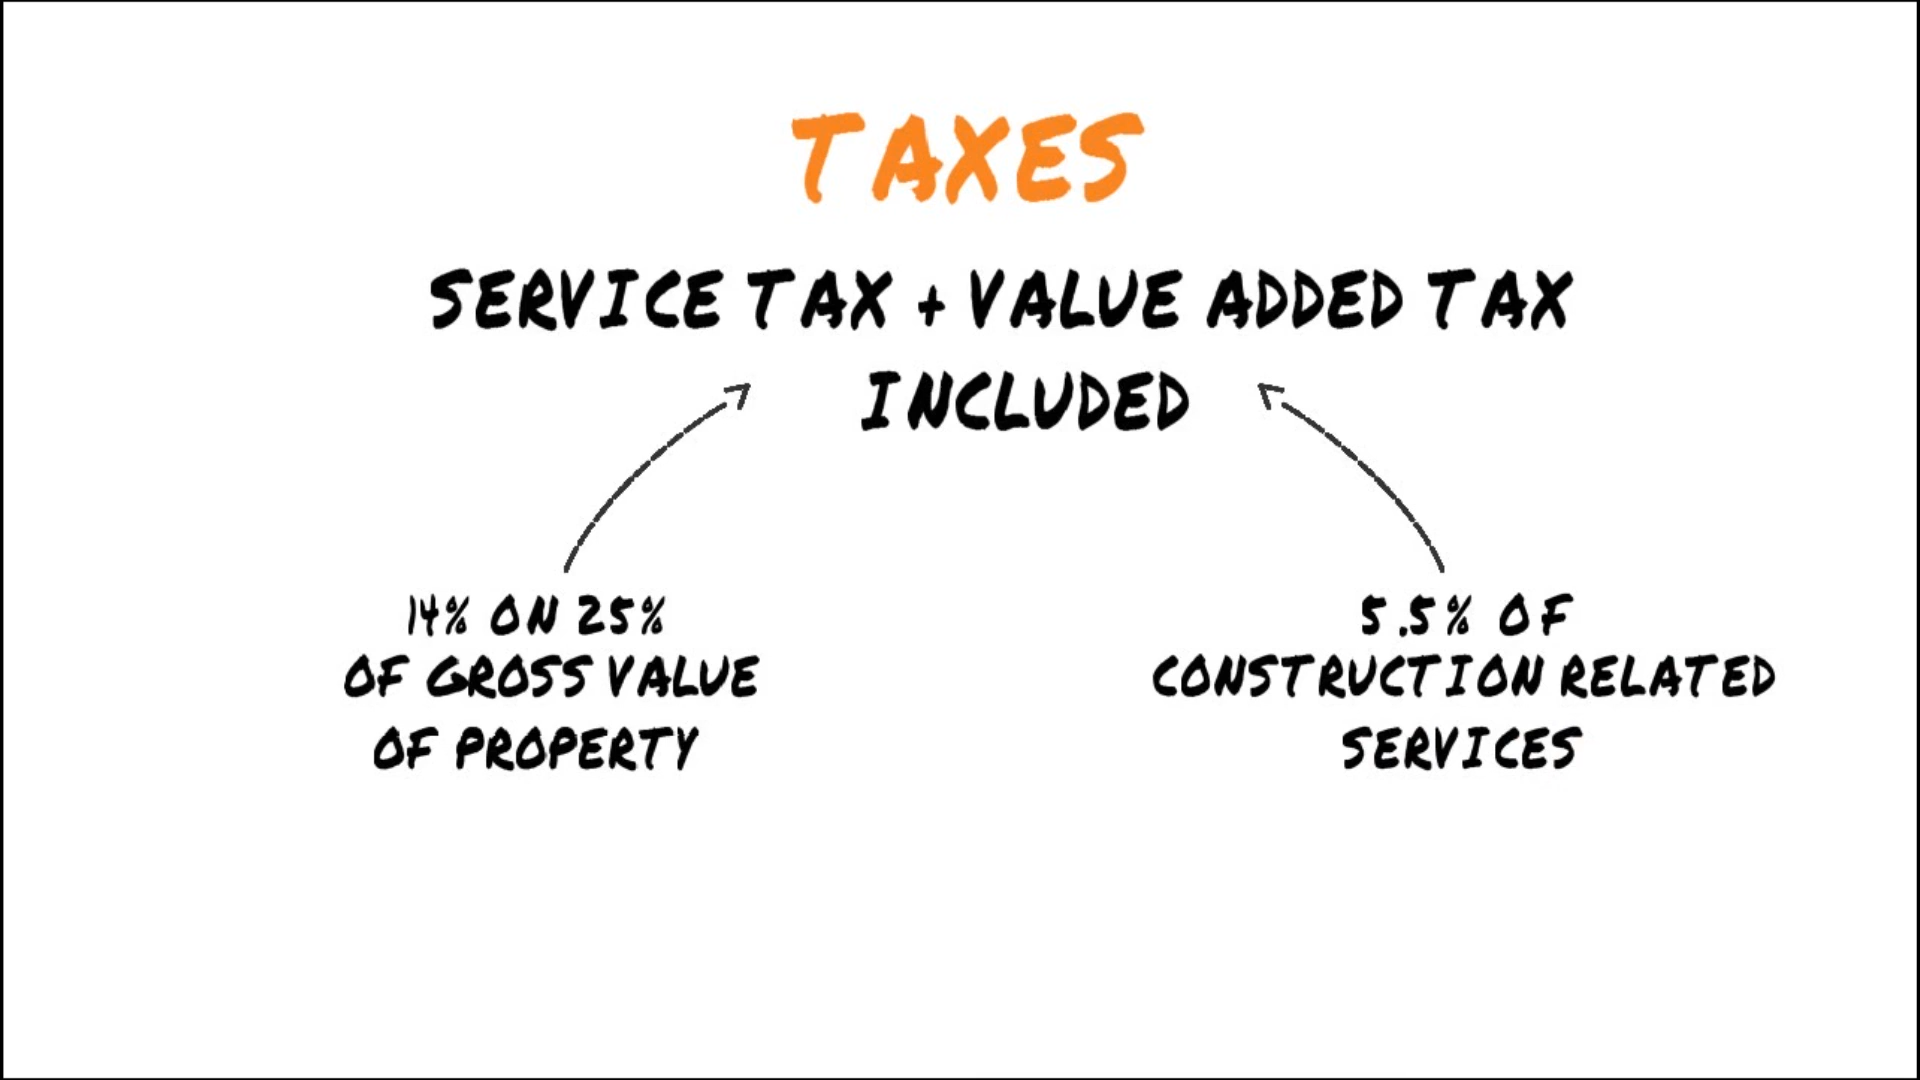 TAXES
SERVICE TAX + VALUE ADDED TAX
INCLUDED
14% ON 25%
OF GROSS VALUE
OF PROPERTY
5.5% OF
CONSTRUCTION RELATED
SERVICES